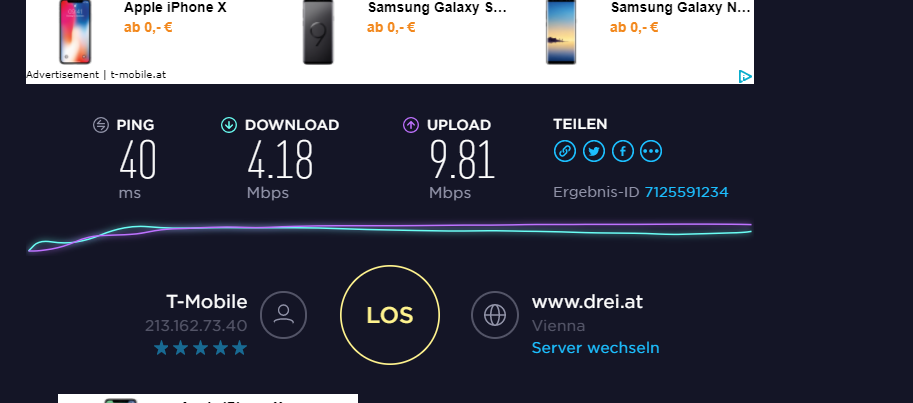 Apple iPhone X
ab 0,- €
Samsung Galaxy S...
ab 0,- €
Samsung Galaxy N...
ab 0,- €
Advertisement | t-mobile.at
PING
40
ms
DOWNLOAD
4.18
Mbps
UPLOAD
9.81
Mbps
TEILEN
Ergebnis-ID 7125591234
T-Mobile
213.162.73.40
LOS
www.drei.at
Vienna
Server wechseln